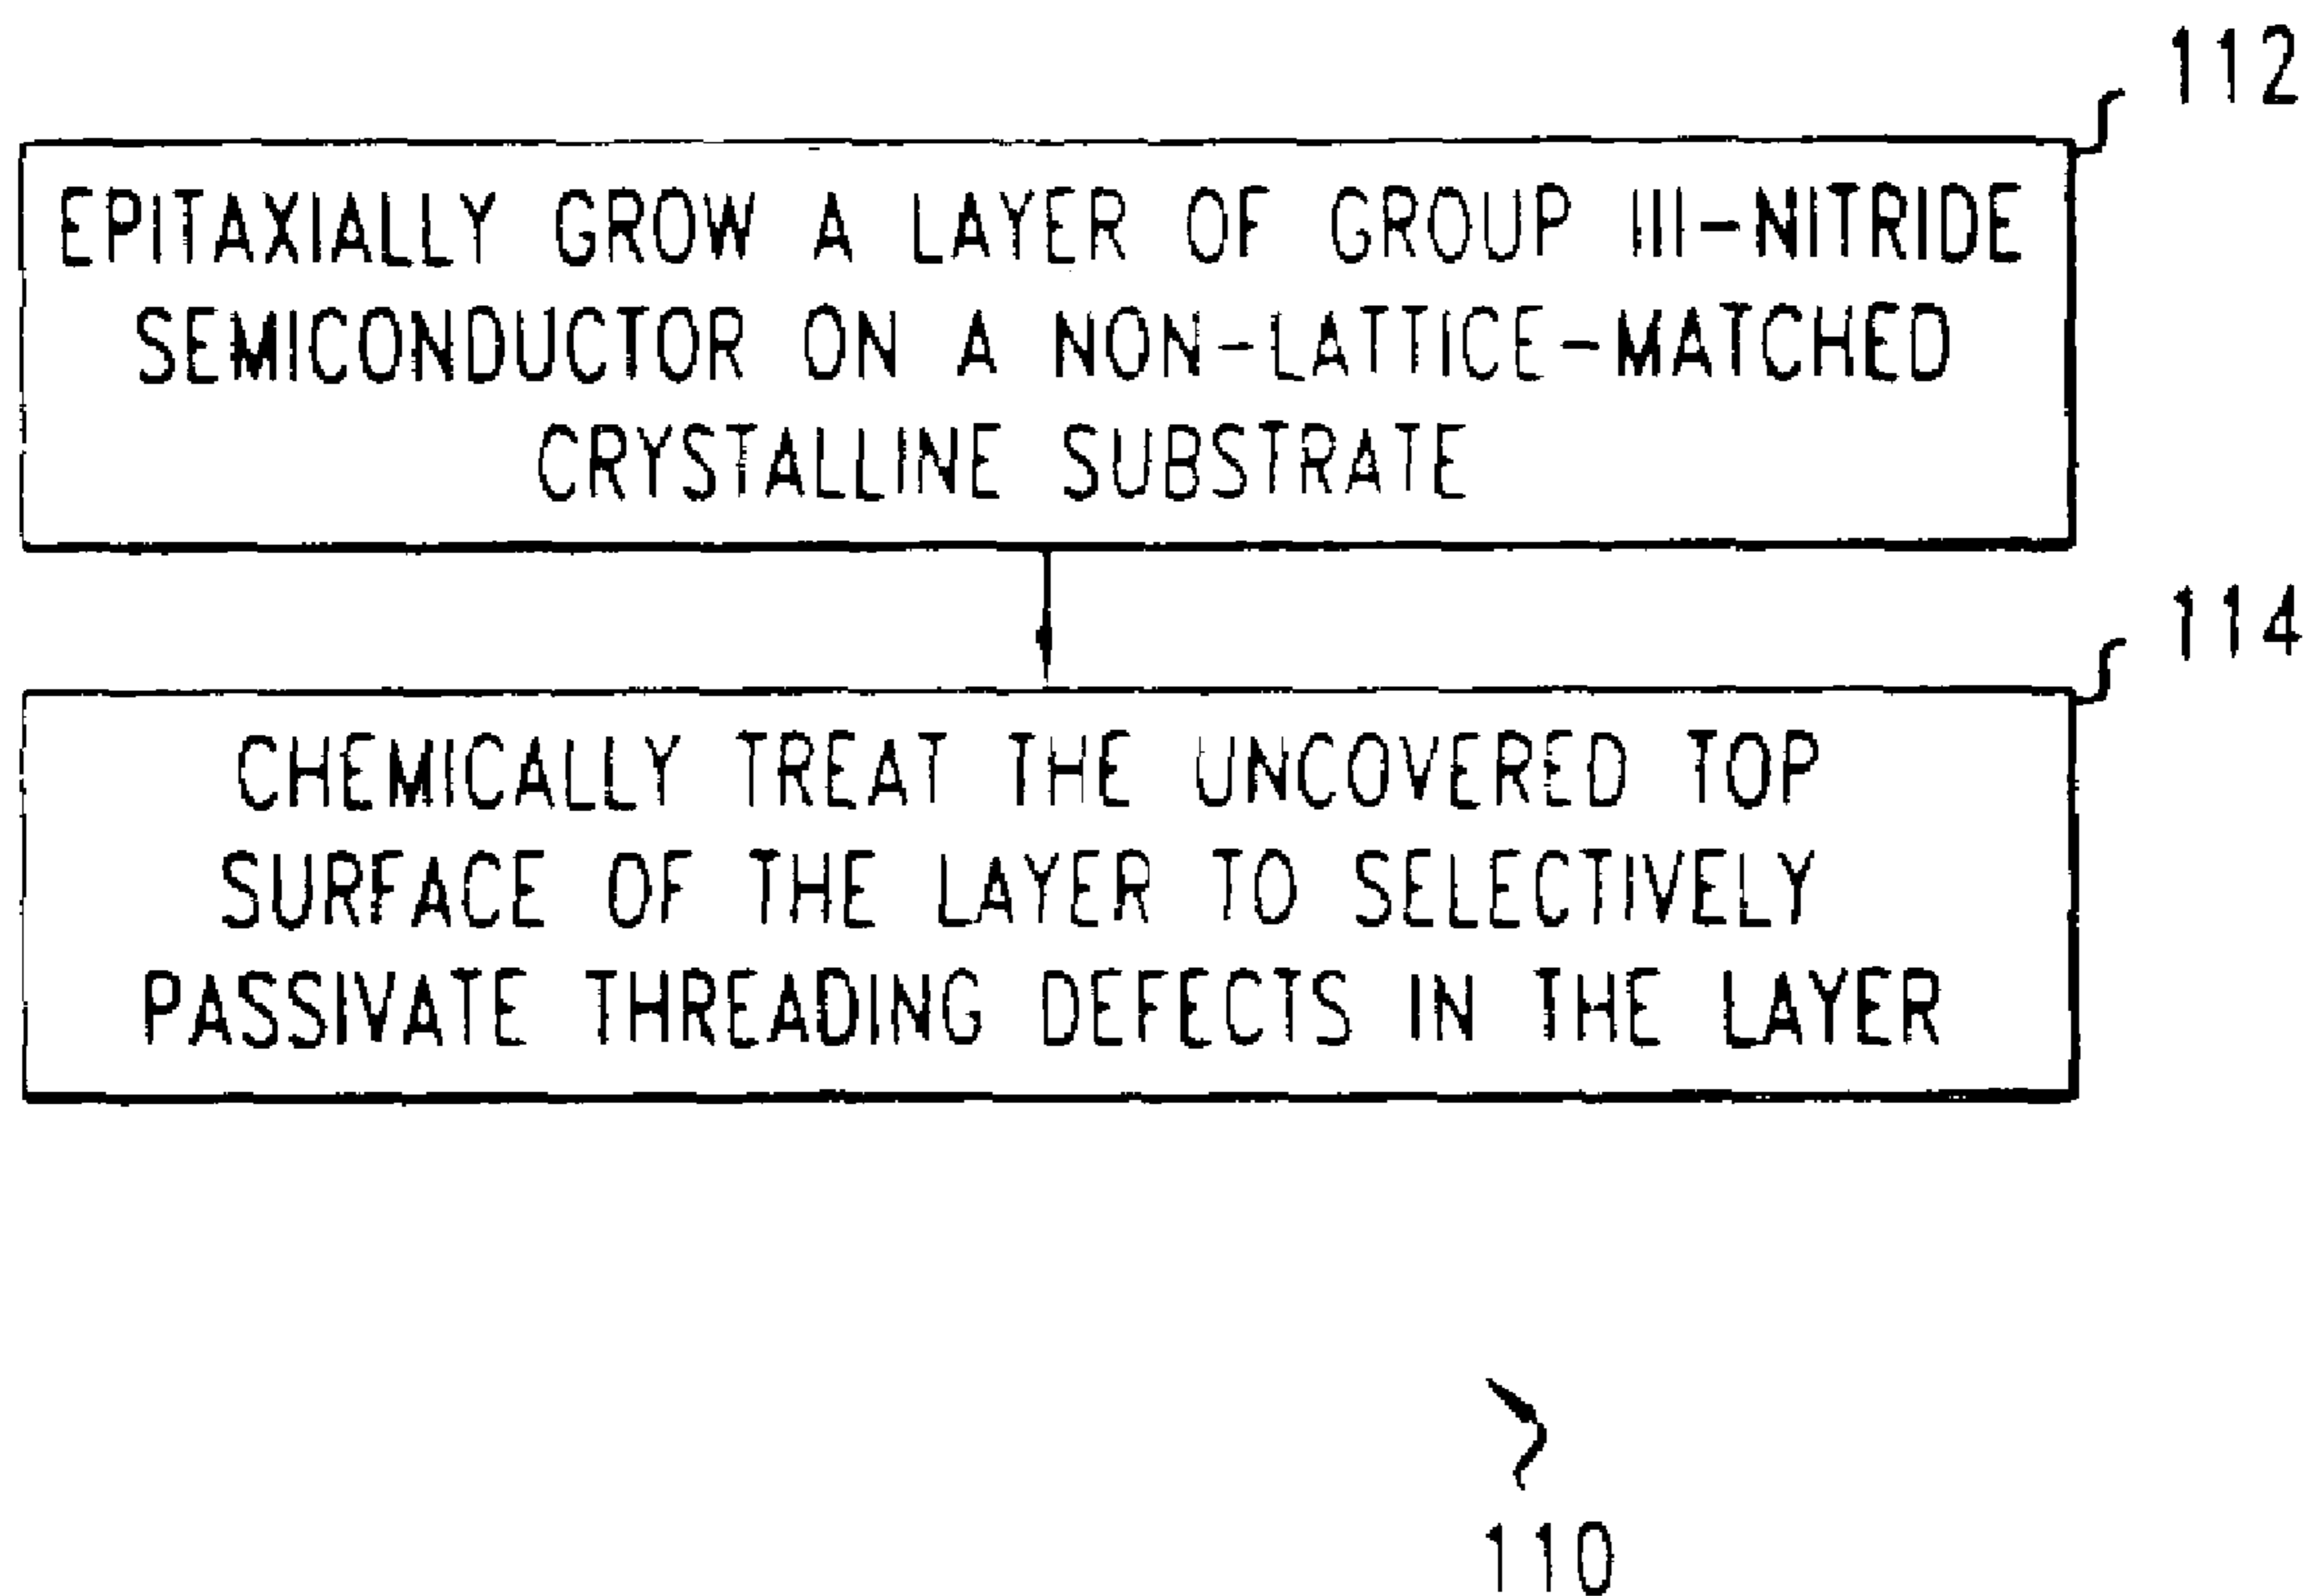 112
EPITAXIALLY GROW A LAYER OF GROUP III-NITRIDE
SEMICONDUCTOR ON A NON-LATTICE-MATCHED
CRYSTALLINE SUBSTRATE
114
CHEMICALLY TREAT THE UNCOVERED TOP
SURFACE OF THE LAYER TO SELECTIVELY
PASSIVATE THREADING DEFECTS IN THE LAYER
110